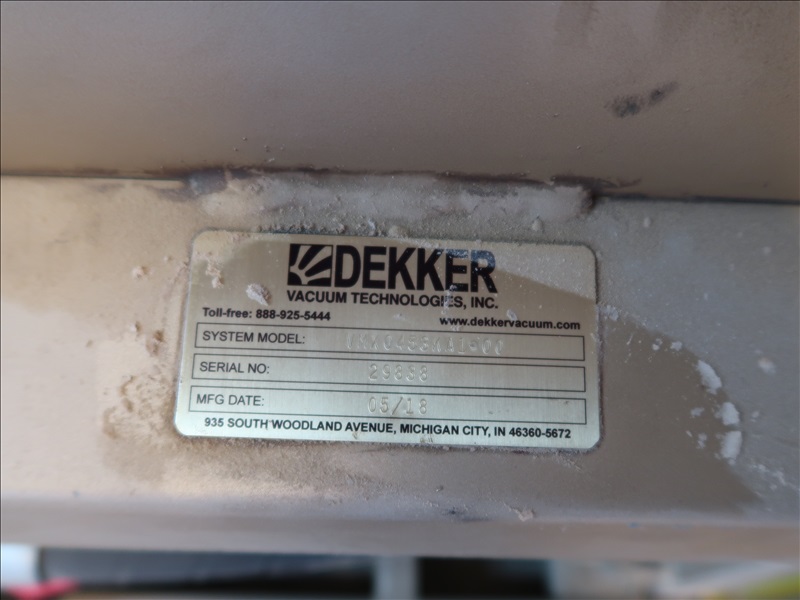 DEKKER
VACUUM TECHNOLOGIES, INC.
Toll-free: 888-925-5444 www.dekkervacuum.com
SYSTEM MODEL:
SERIAL NO: 29838
MFG DATE: 05/18
935 SOUTH WOODLAND AVENUE, MICHIGAN CITY, IN 46360-5672